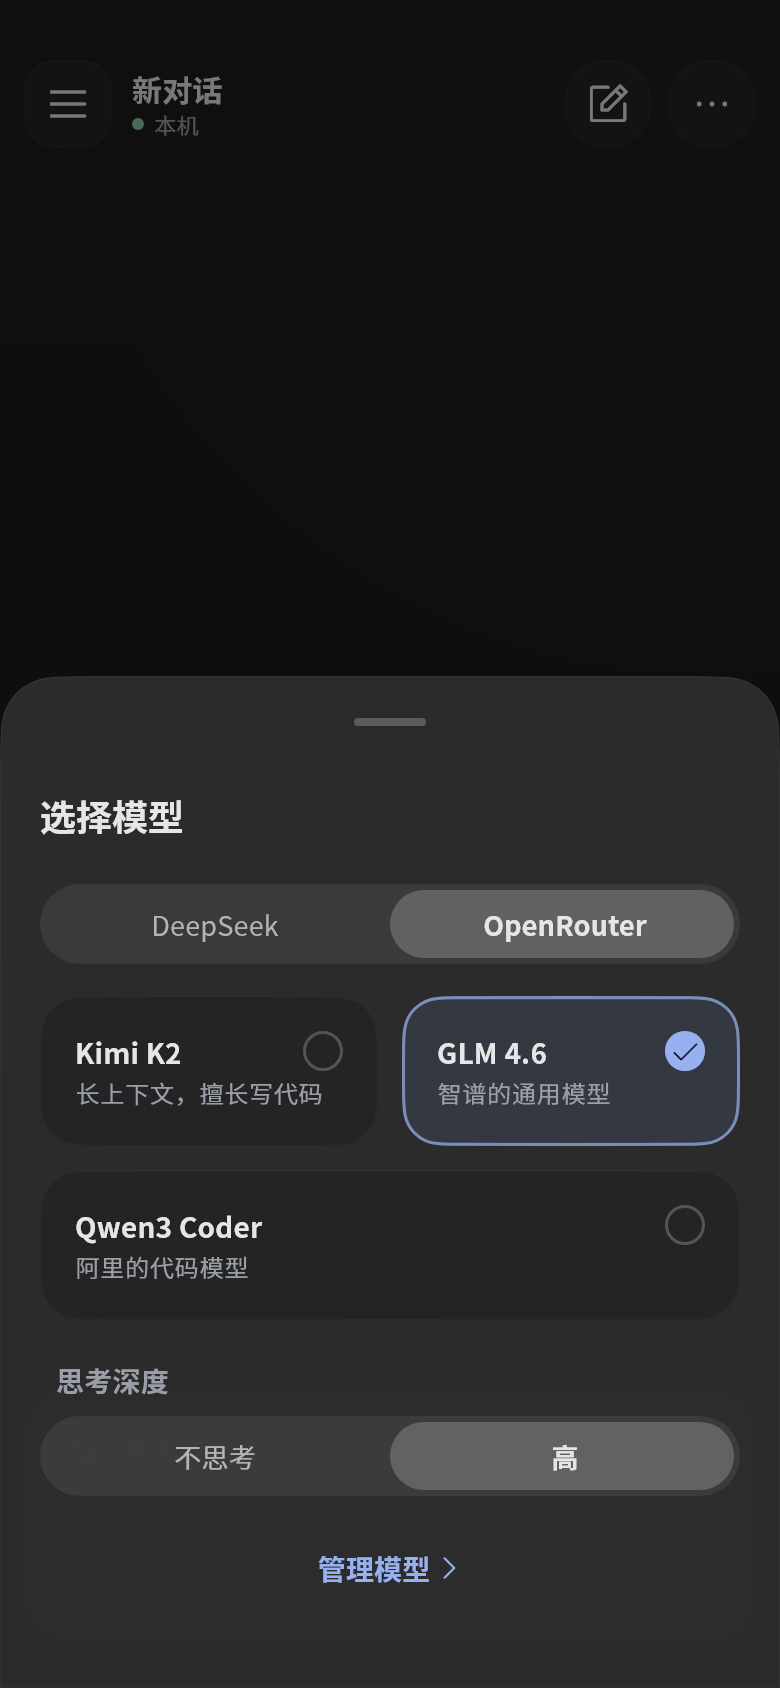 新对话
本机
选择模型
DeepSeek
OpenRouter
Kimi K2
长上下文，擅长写代码
GLM 4.6
智谱的通用模型
Qwen3 Coder
阿里的代码模型
思考深度
不思考
高
管理模型